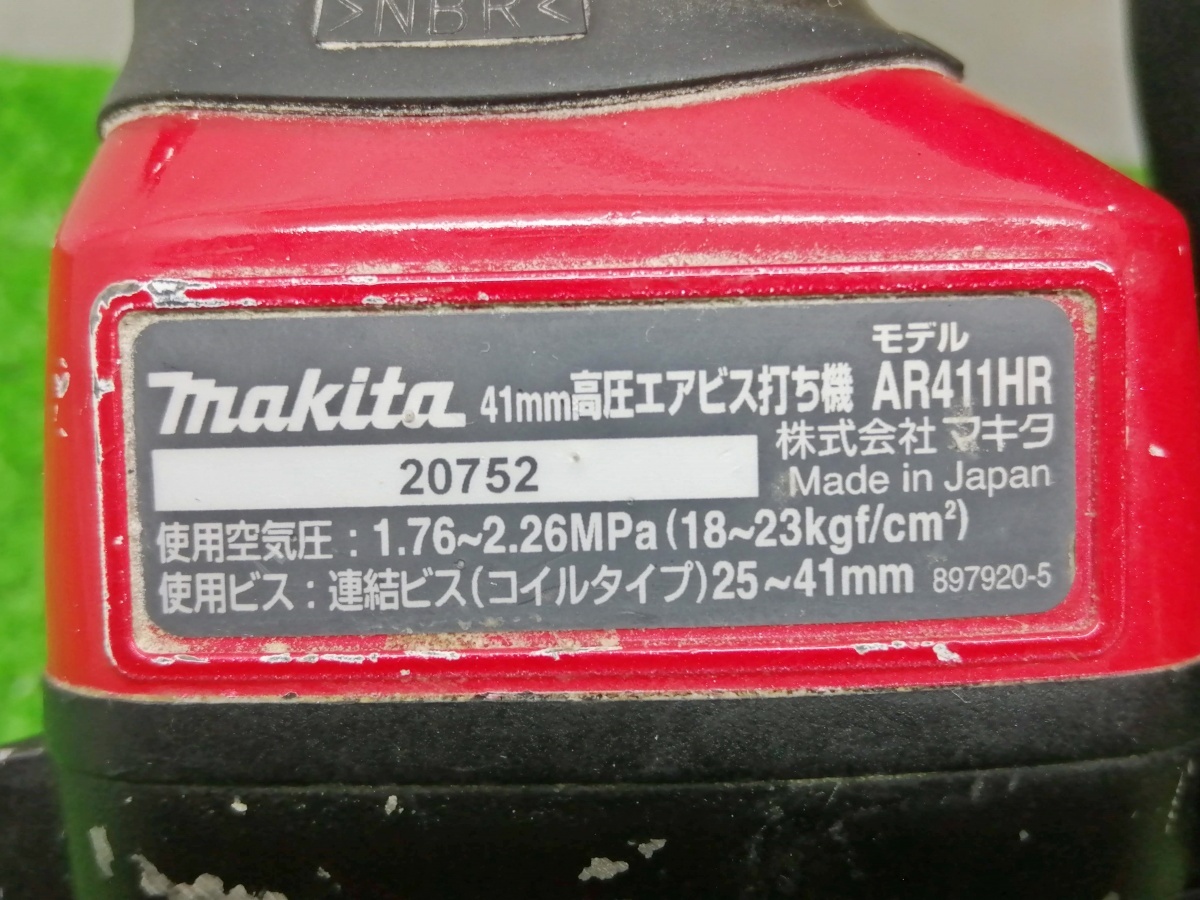 >NBR<
モデル
makita 41mm高圧エアビス打ち機 AR411HR
株式会社 マキタ
20752
Made in Japan
使用空気圧：1.76~2.26MPa(18~23kgf/cm²)
使用ビス：連結ビス(コイルタイプ)25~41mm 897920-5